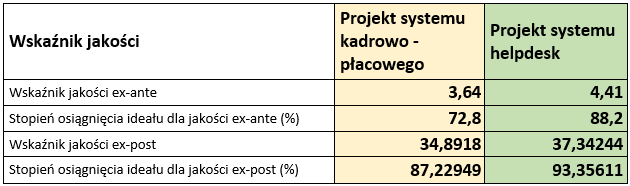 Wskaźnik jakości
Projekt systemu
kadrowo -
płacowego
Projekt systemu
helpdesk
Wskaźnik jakości ex-ante 3,64 4,41
Stopień osiągnięcia ideału dla jakości ex-ante (%) 72,8 88,2
Wskaźnik jakości ex-post 34,8918 37,34244
Stopień osiągnięcia ideału dla jakości ex-post (%) 87,22949 93,35611